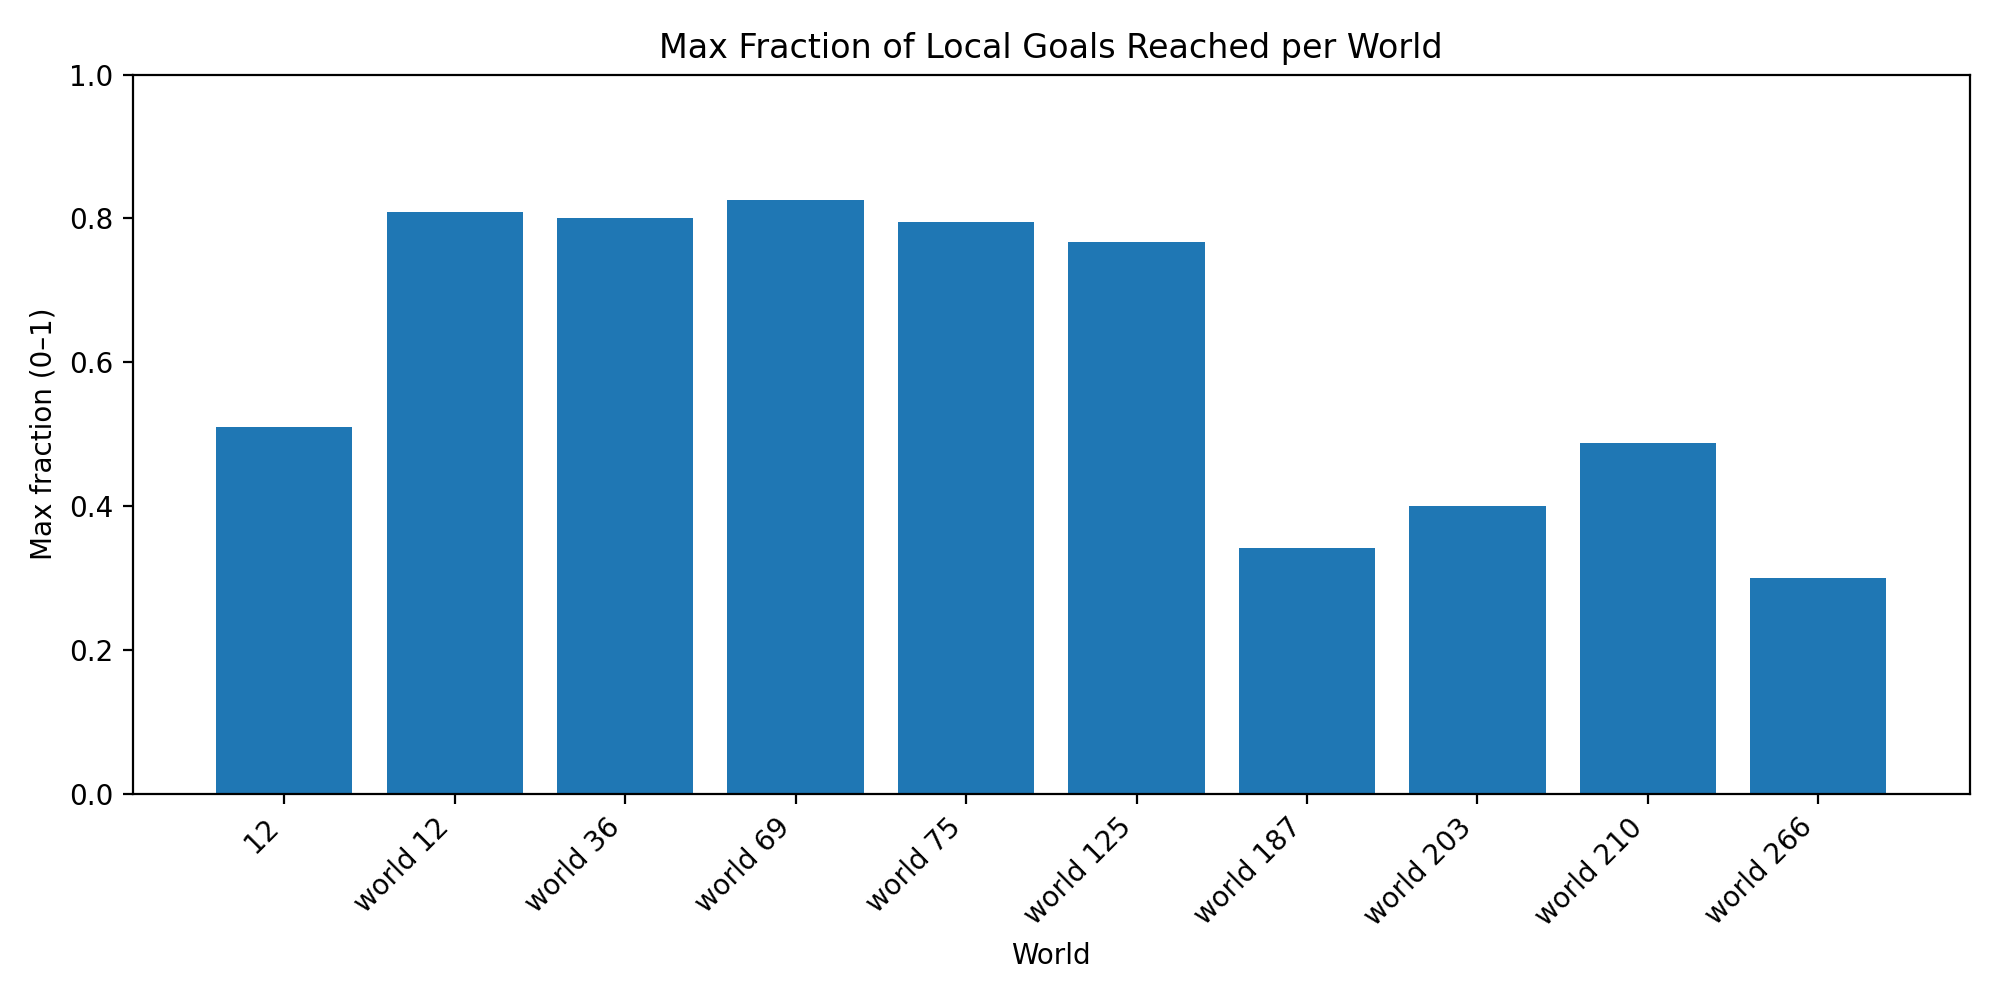 Max Fraction of Local Goals Reached per World
Max fraction (0–1)
1.0
0.8
0.6
0.4
0.2
0.0
12
world 12
world 36
world 69
world 75
world 125
world 187
world 203
world 210
world 266
World